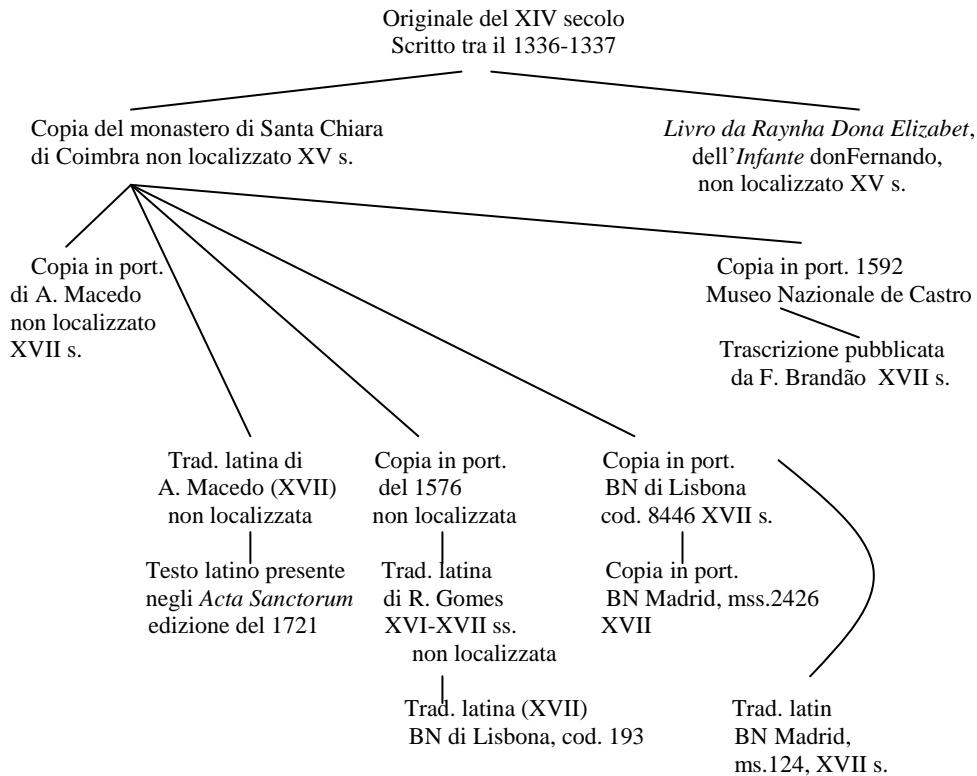 Originale del XIV secolo
Scritto tra il 1336-1337
Copia del monastero di Santa Chiara
di Coimbra non localizzato XV s.
Livro da Raynha Dona Elizabet,
dell'Infante donFernando,
non localizzato XV s.
Copia in port.
di A. Macedo
non localizzato
XVII s.
Copia in port. 1592
Museo Nazionale de Castro
Trascrizione pubblicata
da F. Brandão XVII s.
Trad. latina di
A. Macedo (XVII)
non localizzata
Copia in port.
del 1576
non localizzata
Copia in port.
BN di Lisbona
cod. 8446 XVII s.
Testo latino presente
negli Acta Sanctorum
edizione del 1721
Trad. latina
di R. Gomes
XVI-XVII ss.
non localizzata
Copia in port.
BN Madrid, mss.2426
XVII
Trad. latina (XVII)
BN di Lisbona, cod. 193
Trad. latin
BN Madrid,
ms.124, XVII s.